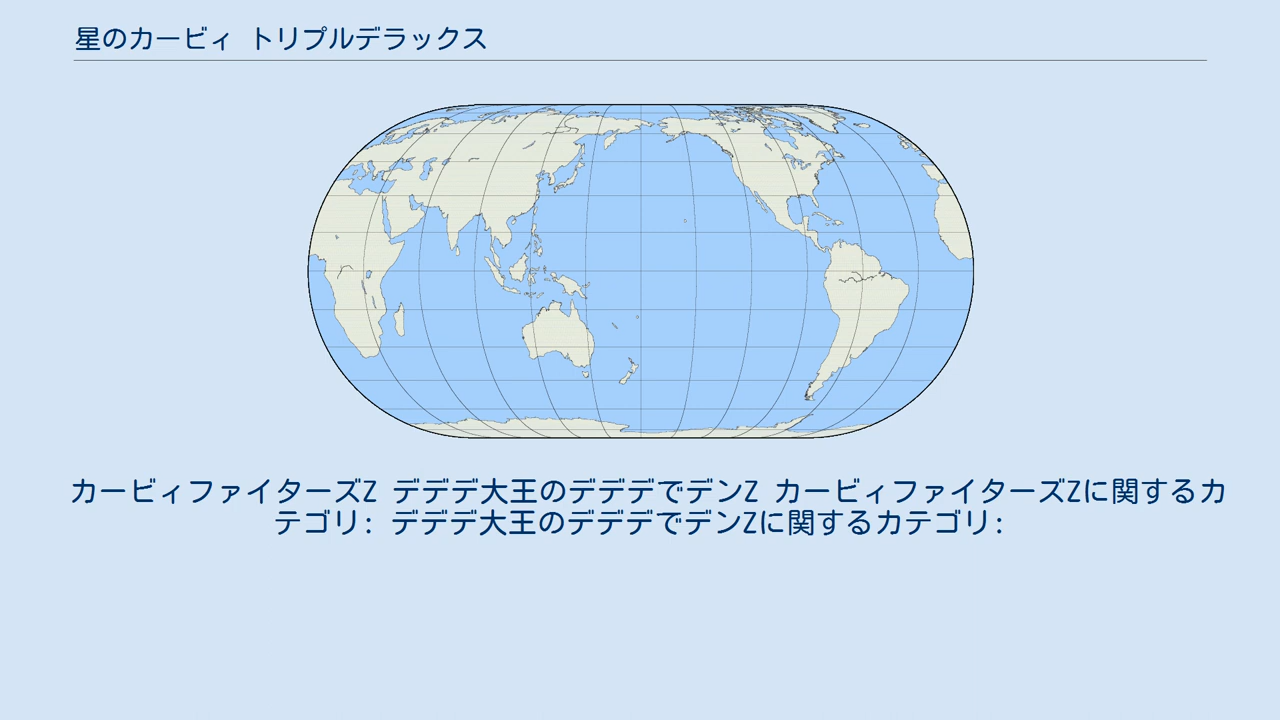 星のカービィ トリプルデラックス
カービィファイターズZ デデデ大王のデデデでデンZ カービィファイターズZに関するカ
テゴリ: デデデ大王のデデデでデンZに関するカテゴリ: